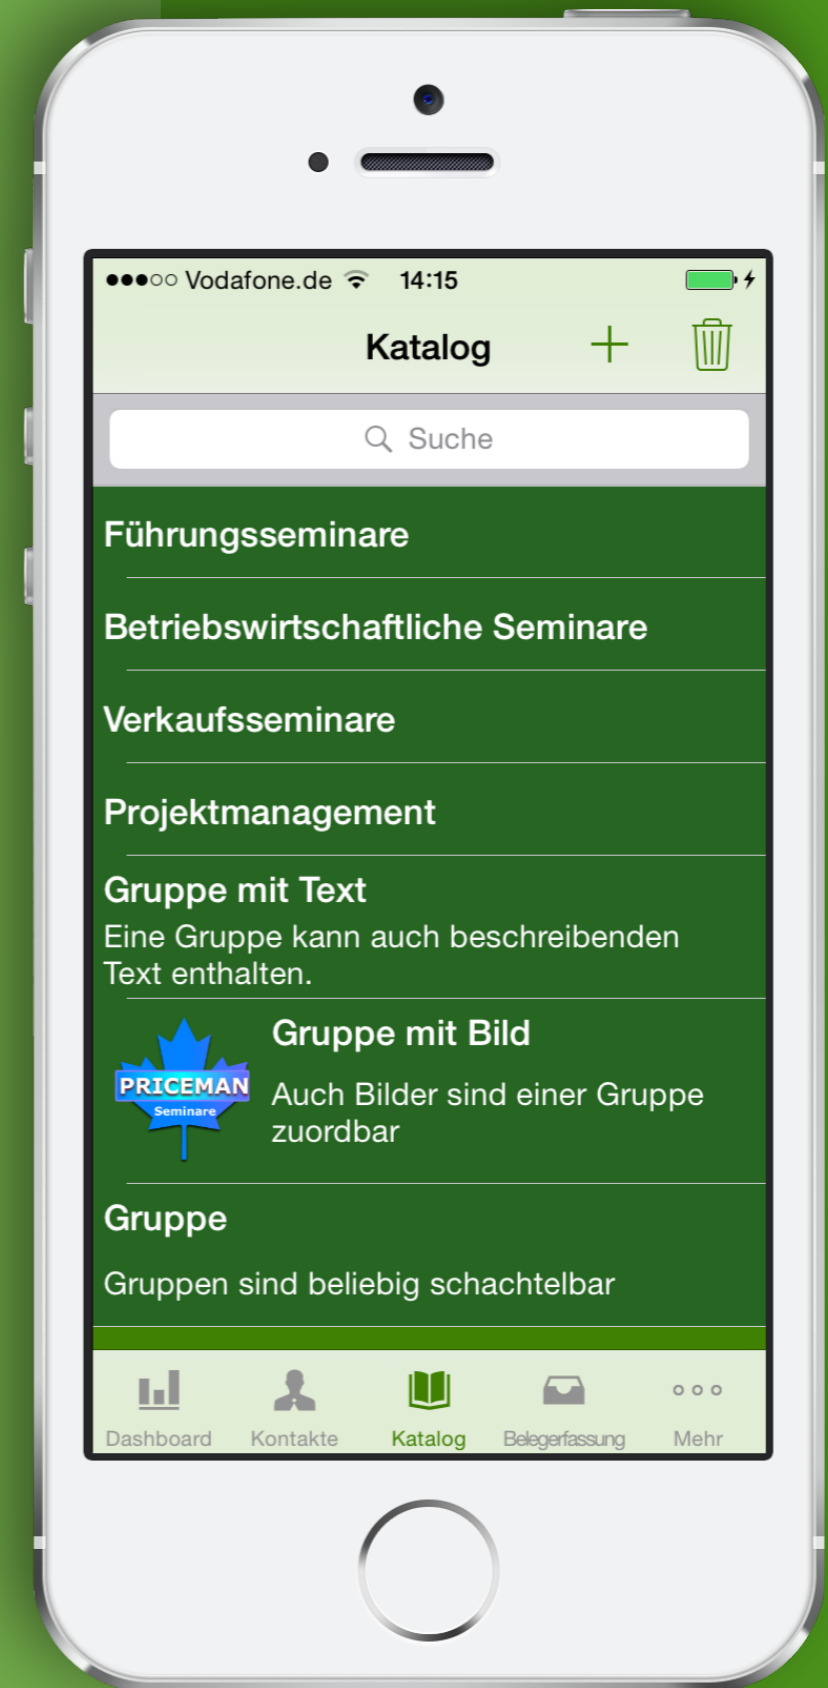 Vodafone.de 14:15
Katalog
Suche
Führungsseminare
Betriebswirtschaftliche Seminare
Verkaufsseminare
Projektmanagement
Gruppe mit Text
Eine Gruppe kann auch beschreibenden
Text enthalten.
Gruppe mit Bild
PRICEMAN
Seminare
Auch Bilder sind einer Gruppe
zuordbar
Gruppe
Gruppen sind beliebig schachtelbar
Dashboard Kontakte Katalog Belegerfassung Mehr